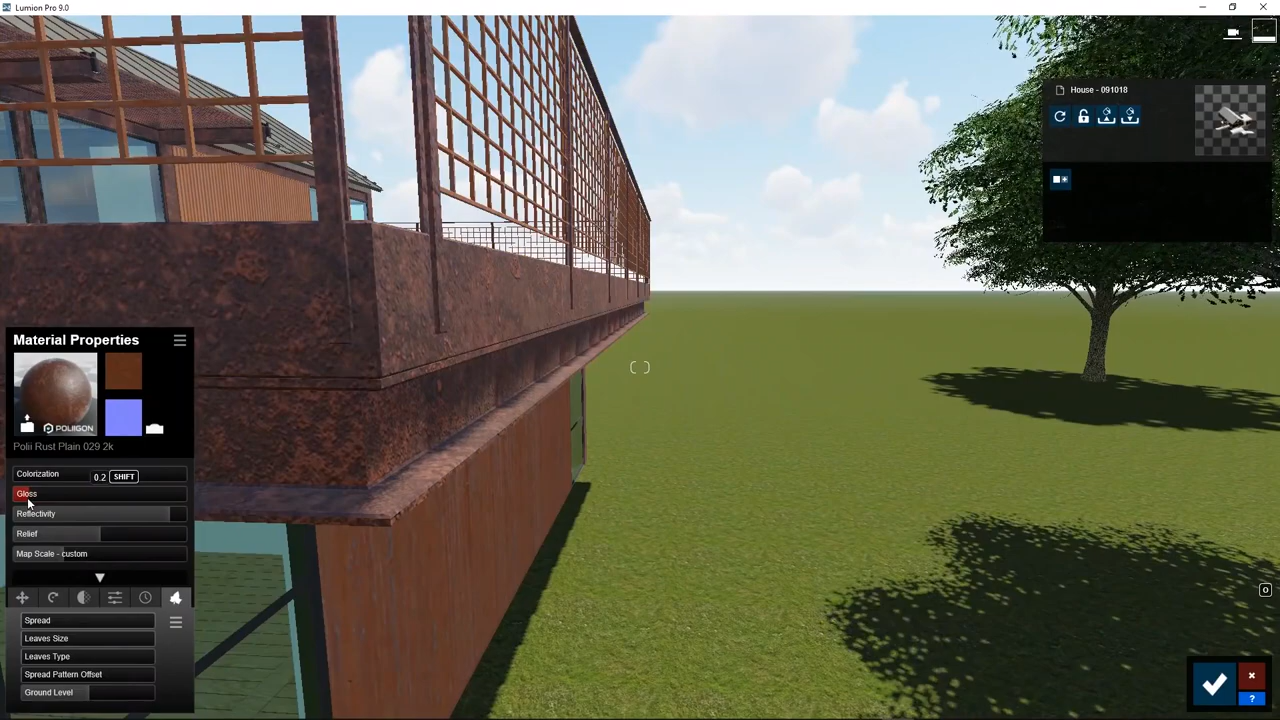 Lumion Pro 9.0
House - 091018
Material Properties
POLIIGON
Polii Rust Plain 029 2k
Colorization
0.2 SHIFT
Gloss
Reflectivity
Relief
Map Scale - custom
Spread
Leaves Size
Leaves Type
Spread Pattern Offset
Ground Level
O
?